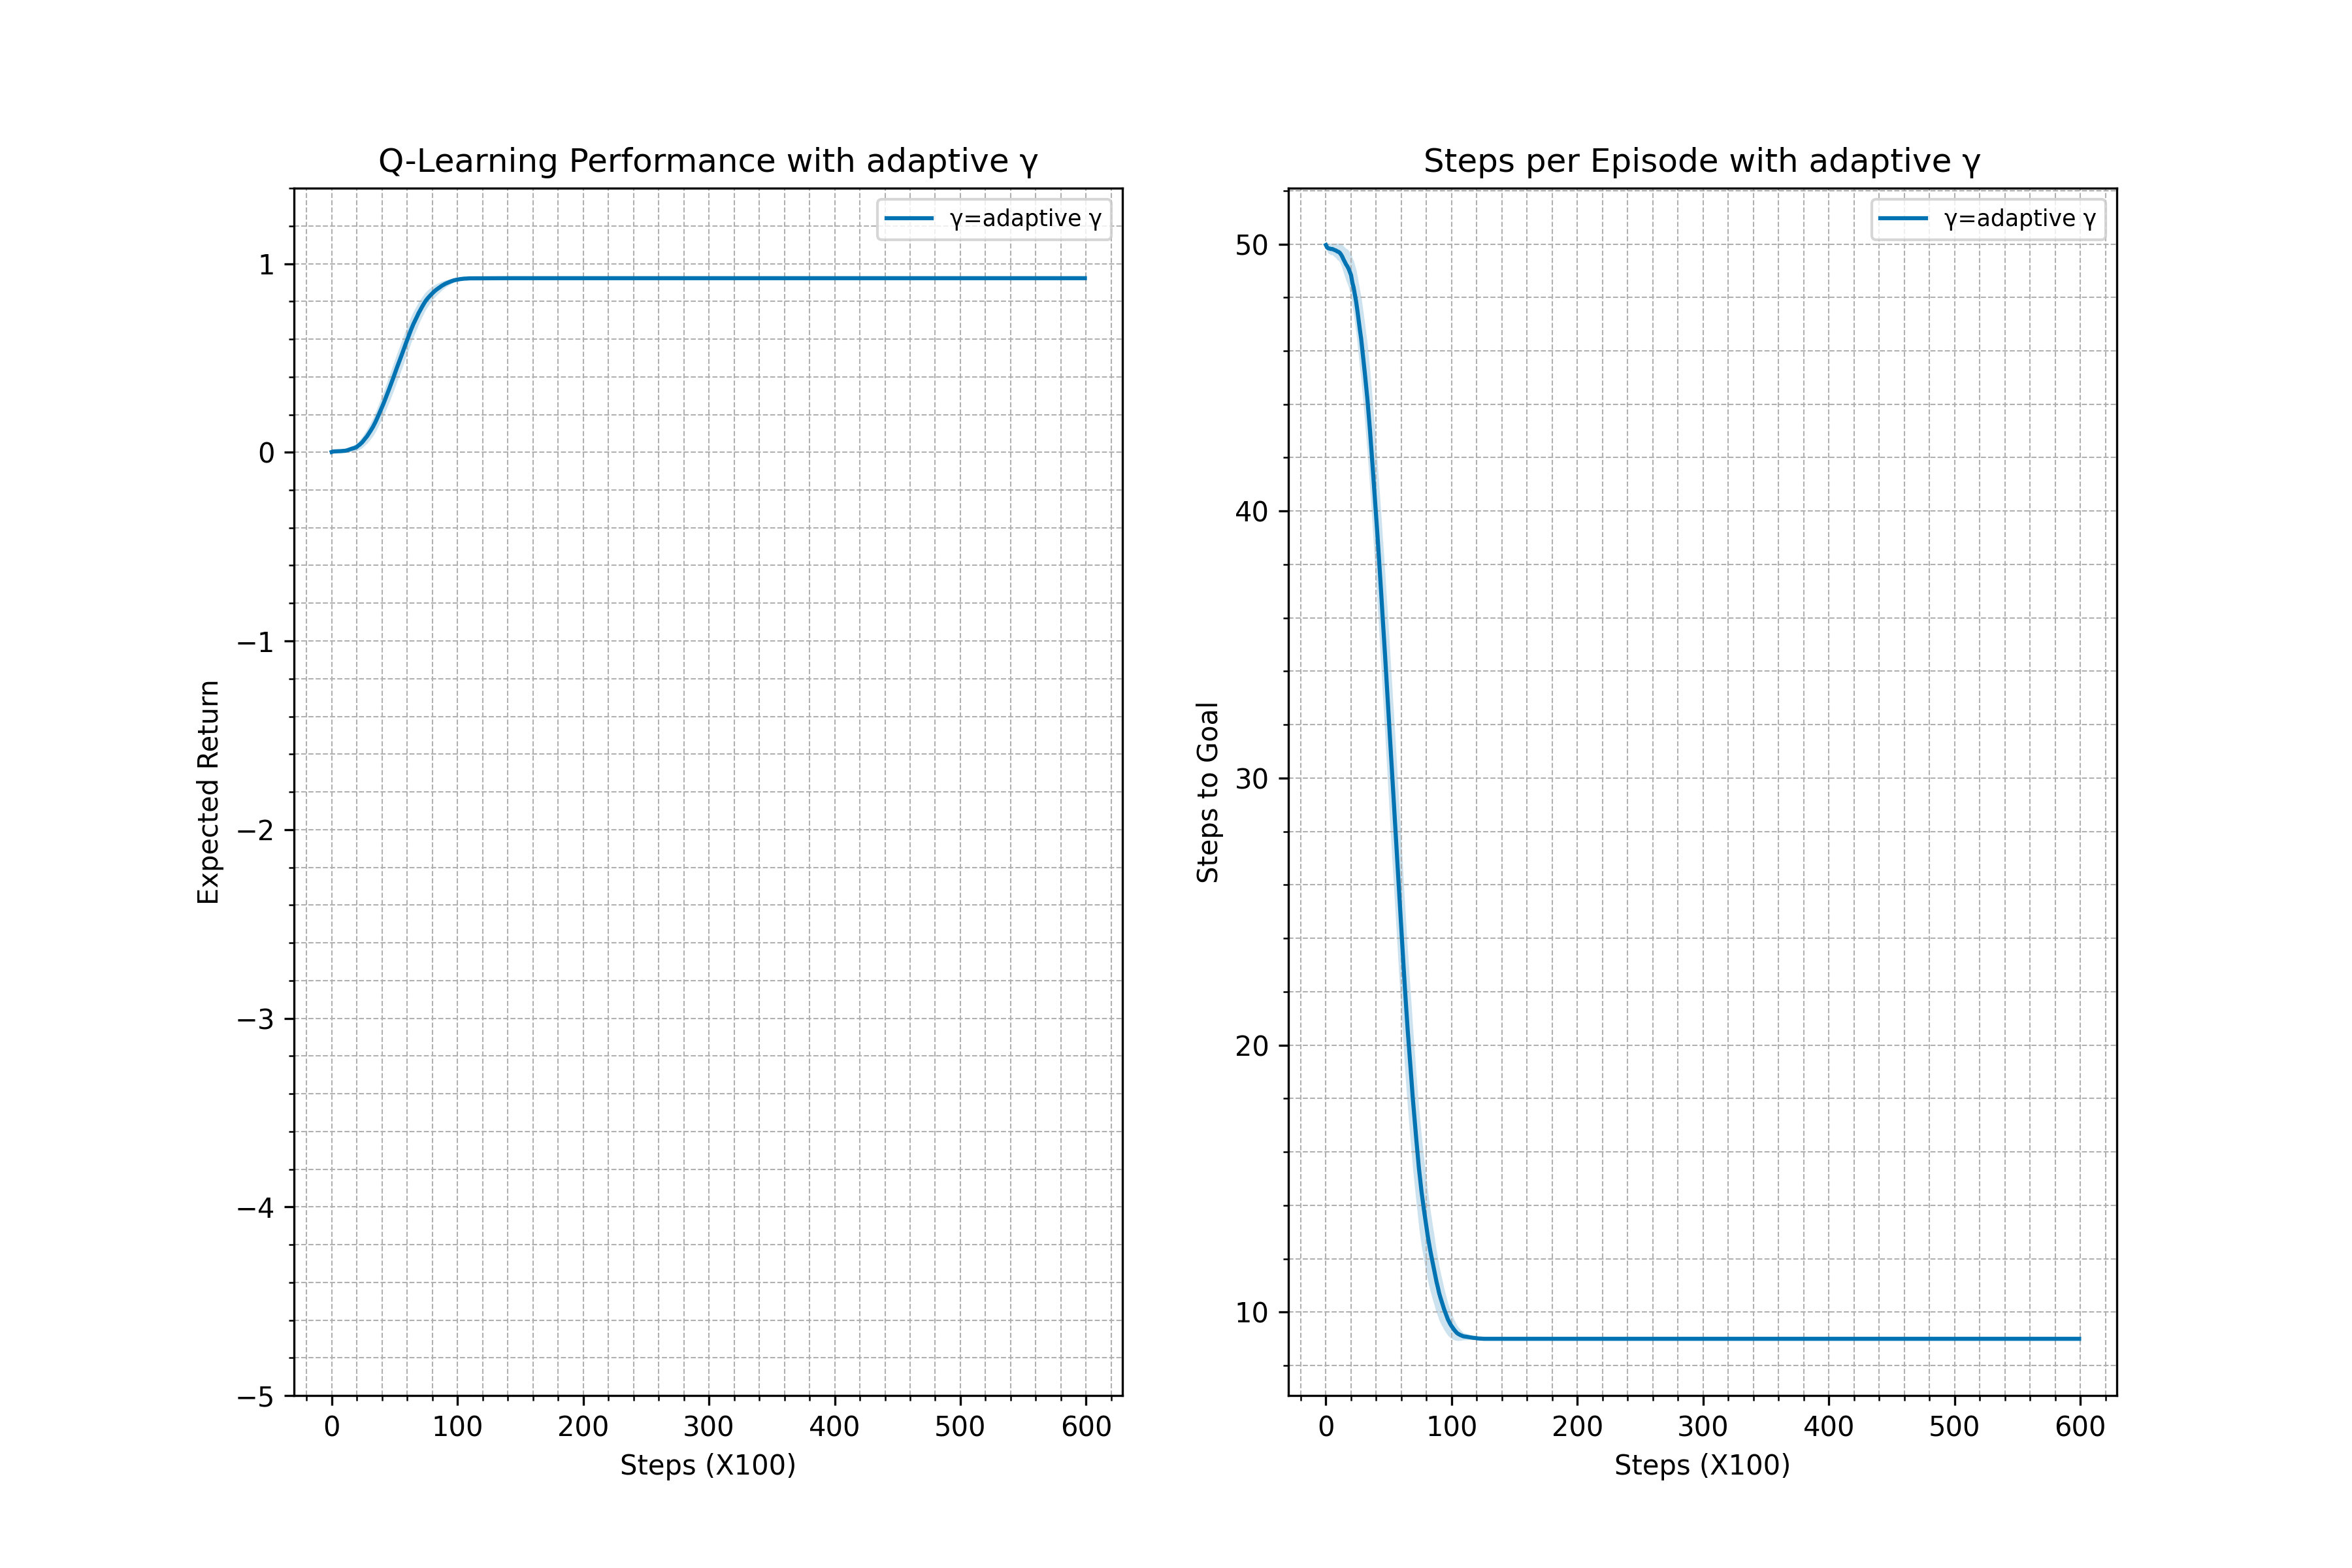 Q-Learning Performance with adaptive γ
γ=adaptive γ
Expected Return
1
0
−1
−2
−3
−4
−5
0 100 200 300 400 500 600
Steps (X100)
Steps per Episode with adaptive γ
γ=adaptive γ
Steps to Goal
50
40
30
20
10
0 100 200 300 400 500 600
Steps (X100)